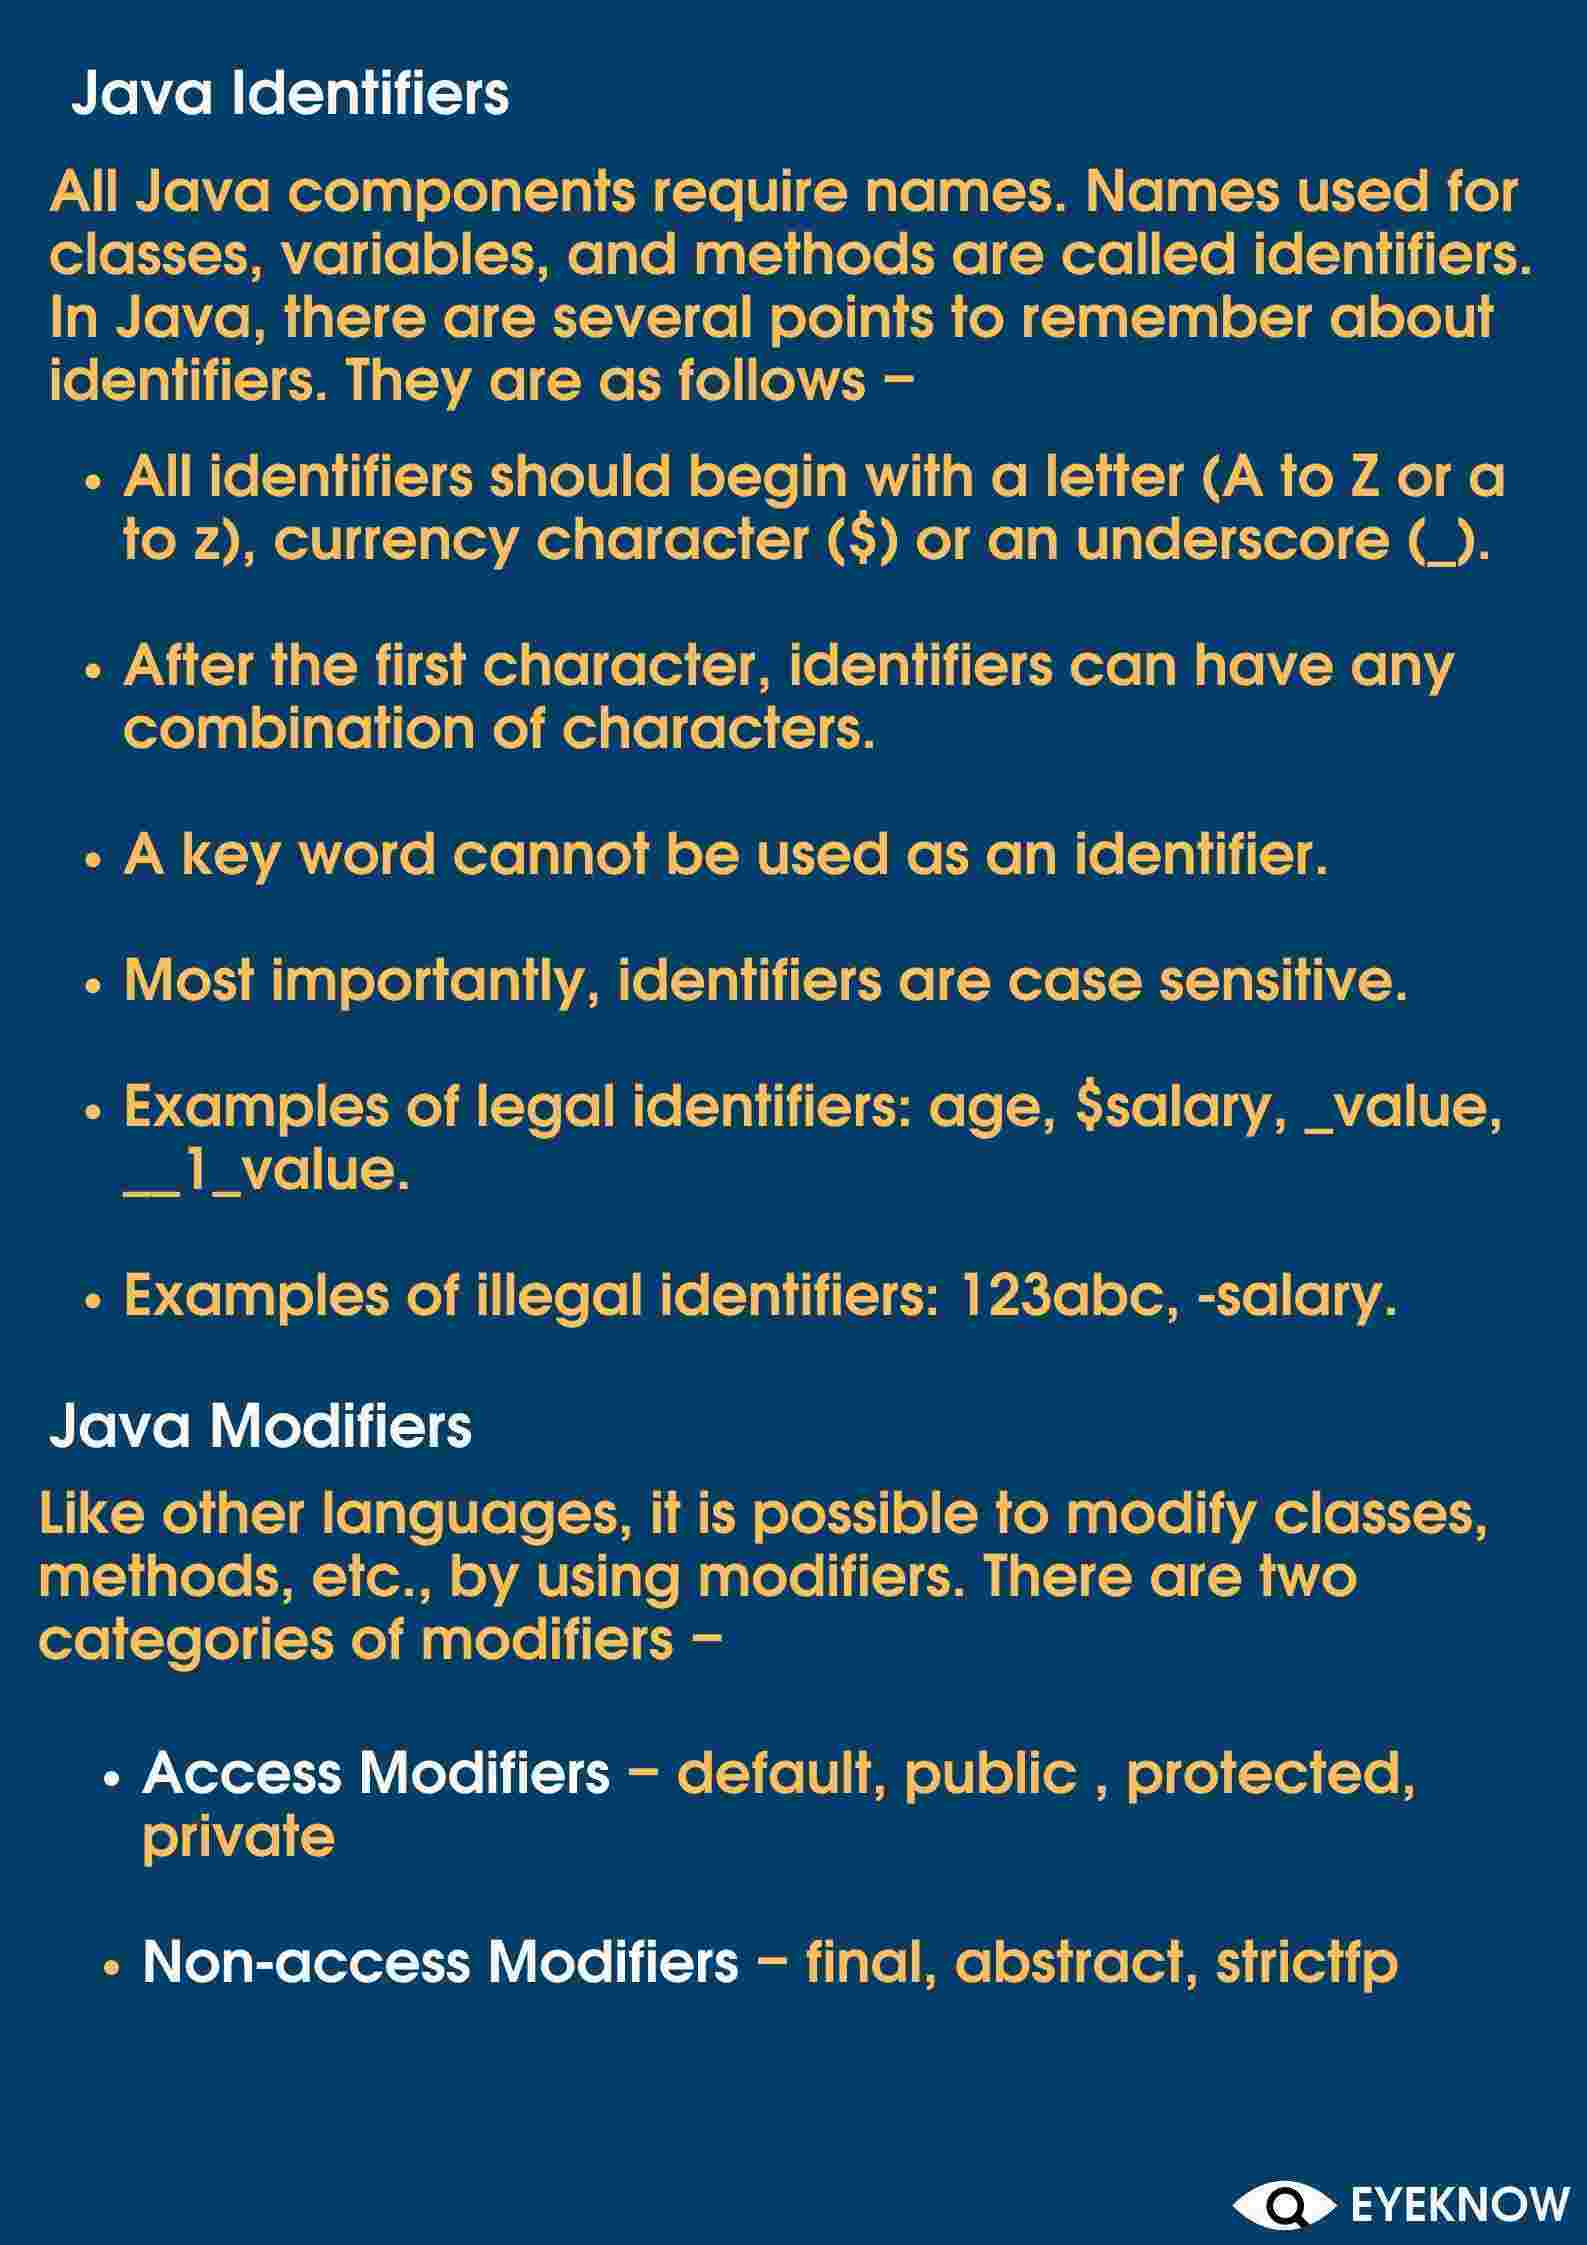 Java Identifiers
All Java components require names. Names used for
classes, variables, and methods are called identifiers.
In Java, there are several points to remember about
identifiers. They are as follows –
• All identifiers should begin with a letter (A to Z or a
to z), currency character ($) or an underscore (_).
• After the first character, identifiers can have any
combination of characters.
• A key word cannot be used as an identifier.
• Most importantly, identifiers are case sensitive.
• Examples of legal identifiers: age, $salary, _value,
__1_value.
• Examples of illegal identifiers: 123abc, -salary.
Java Modifiers
Like other languages, it is possible to modify classes,
methods, etc., by using modifiers. There are two
categories of modifiers –
• Access Modifiers – default, public , protected,
private
• Non-access Modifiers – final, abstract, strictfp
EYEKNOW